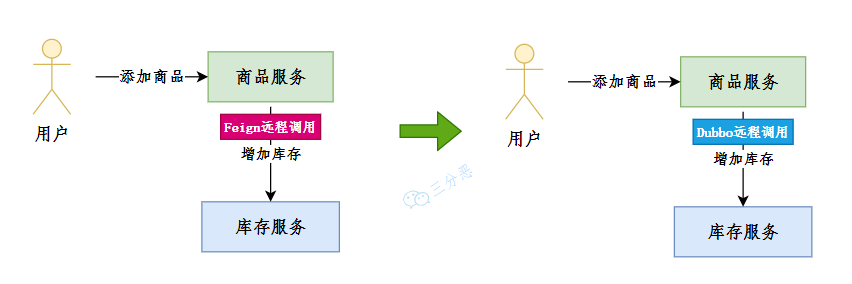 用户
添加商品
商品服务
Feign远程调用
增加库存
库存服务
三分恶
用户
添加商品
商品服务
Dubbo远程调用
增加库存
库存服务